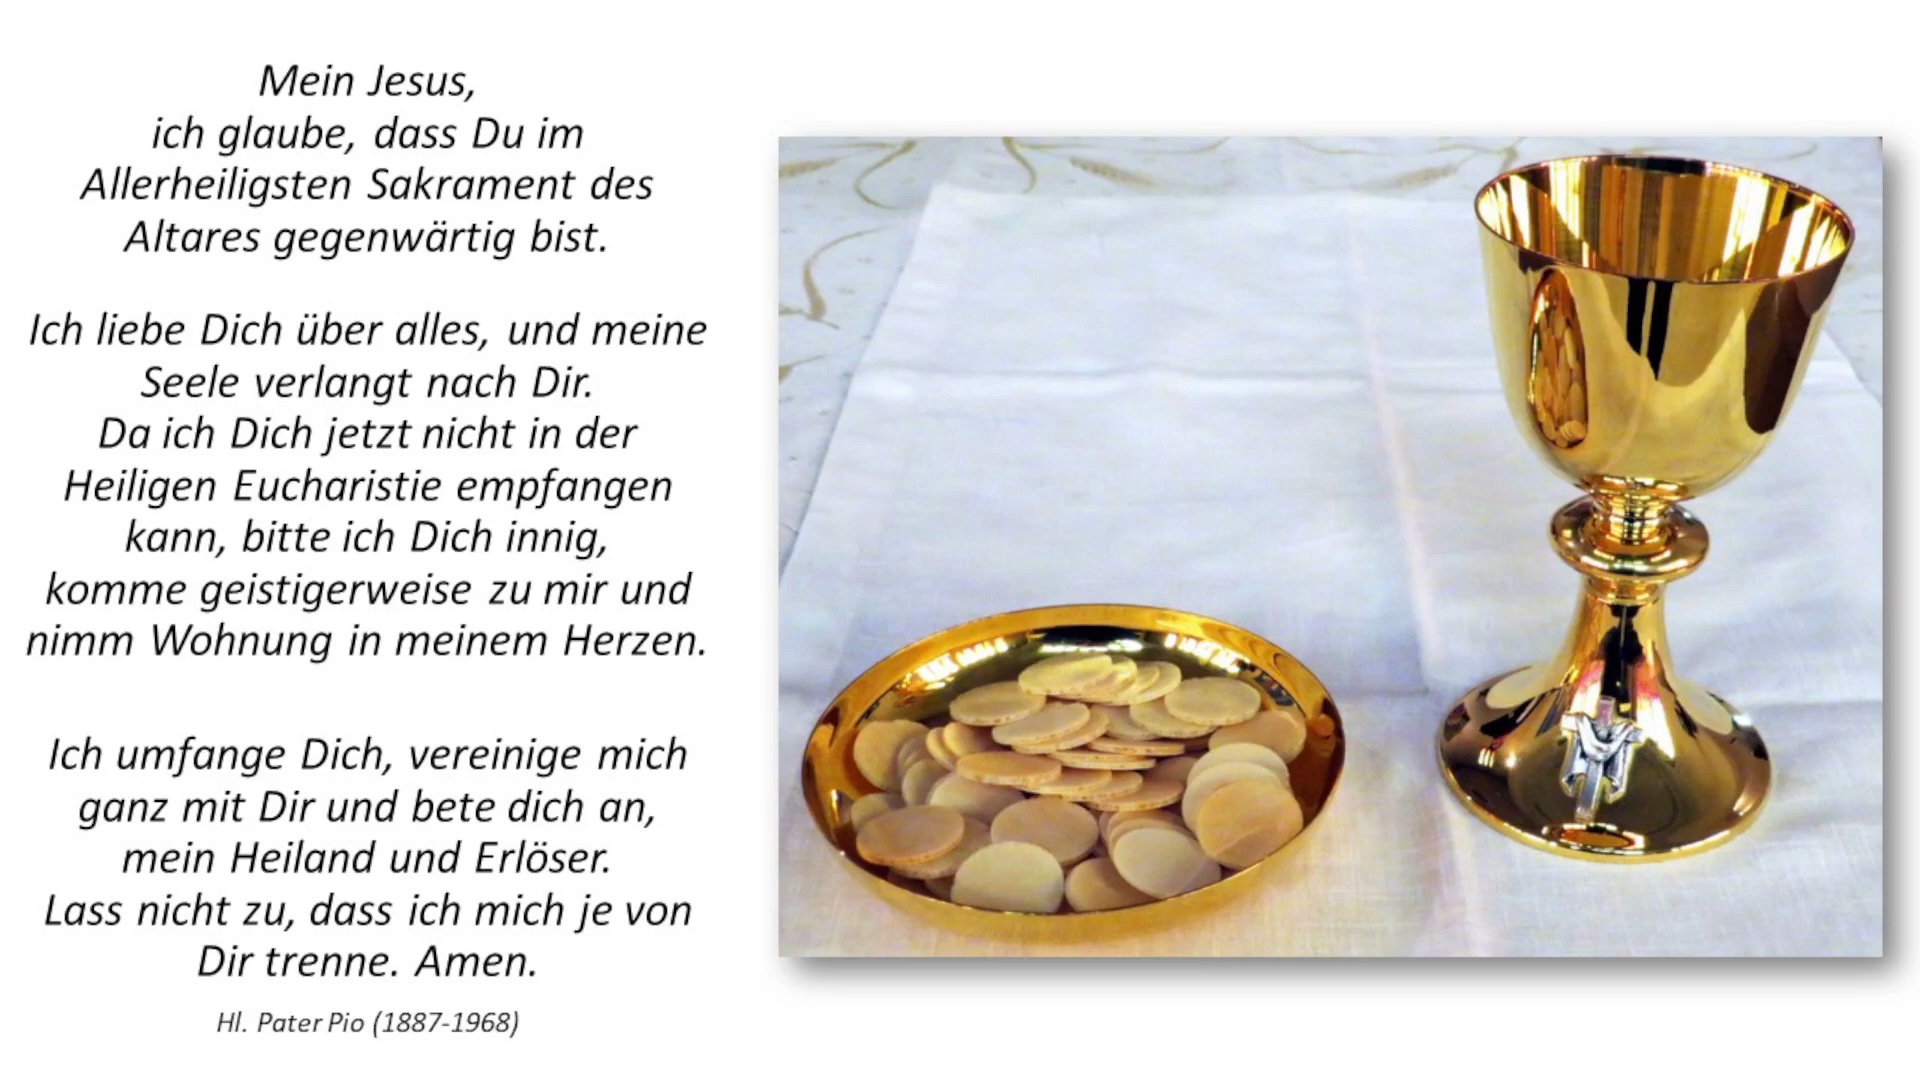 Mein Jesus,
ich glaube, dass Du im
Allerheiligsten Sakrament des
Altares gegenwärtig bist.
Ich liebe Dich über alles, und meine
Seele verlangt nach Dir.
Da ich Dich jetzt nicht in der
Heiligen Eucharistie empfangen
kann, bitte ich Dich innig,
komme geistigerweise zu mir und
nimm Wohnung in meinem Herzen.
Ich umfange Dich, vereinige mich
ganz mit Dir und bete dich an,
mein Heiland und Erlöser.
Lass nicht zu, dass ich mich je von
Dir trenne. Amen.
Hl. Pater Pio (1887-1968)